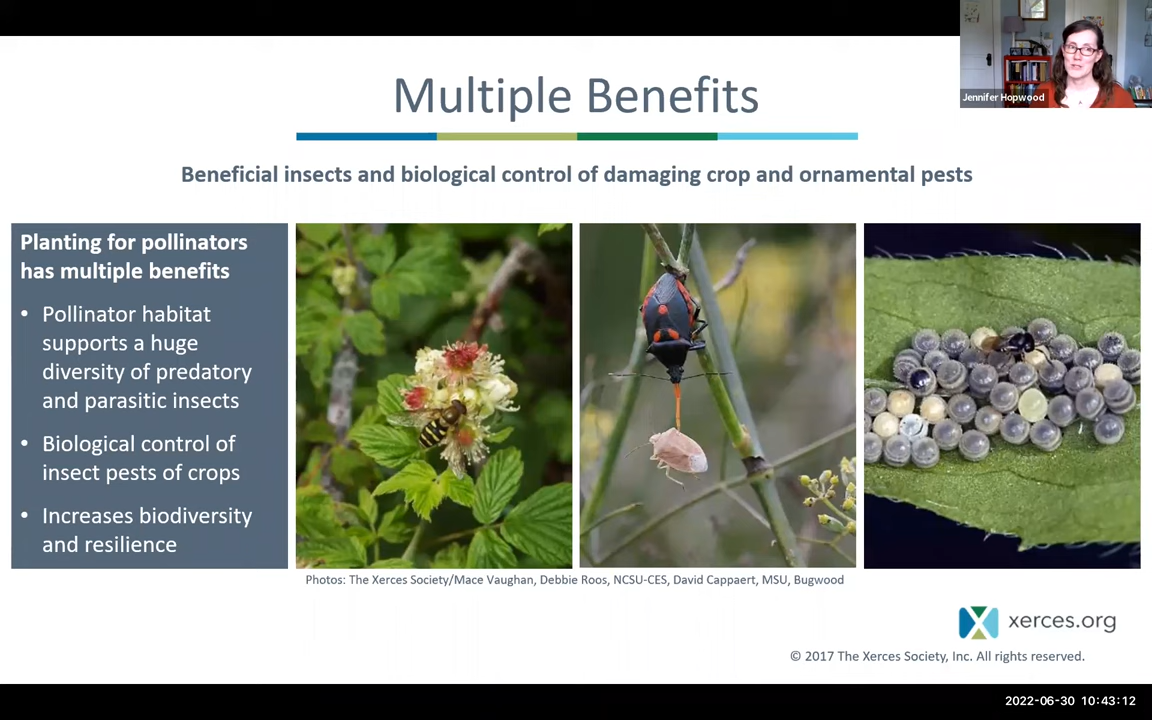 Multiple Benefits
Jennifer Hopwood
Beneficial insects and biological control of damaging crop and ornamental pests
Planting for pollinators
has multiple benefits
• Pollinator habitat
supports a huge
diversity of predatory
and parasitic insects
• Biological control of
insect pests of crops
• Increases biodiversity
and resilience
Photos: The Xerces Society/Mace Vaughan, Debbie Roos, NCSU-CES, David Cappaert, MSU, Bugwood
xerces.org
© 2017 The Xerces Society, Inc. All rights reserved.
2022-06-30 10:43:12